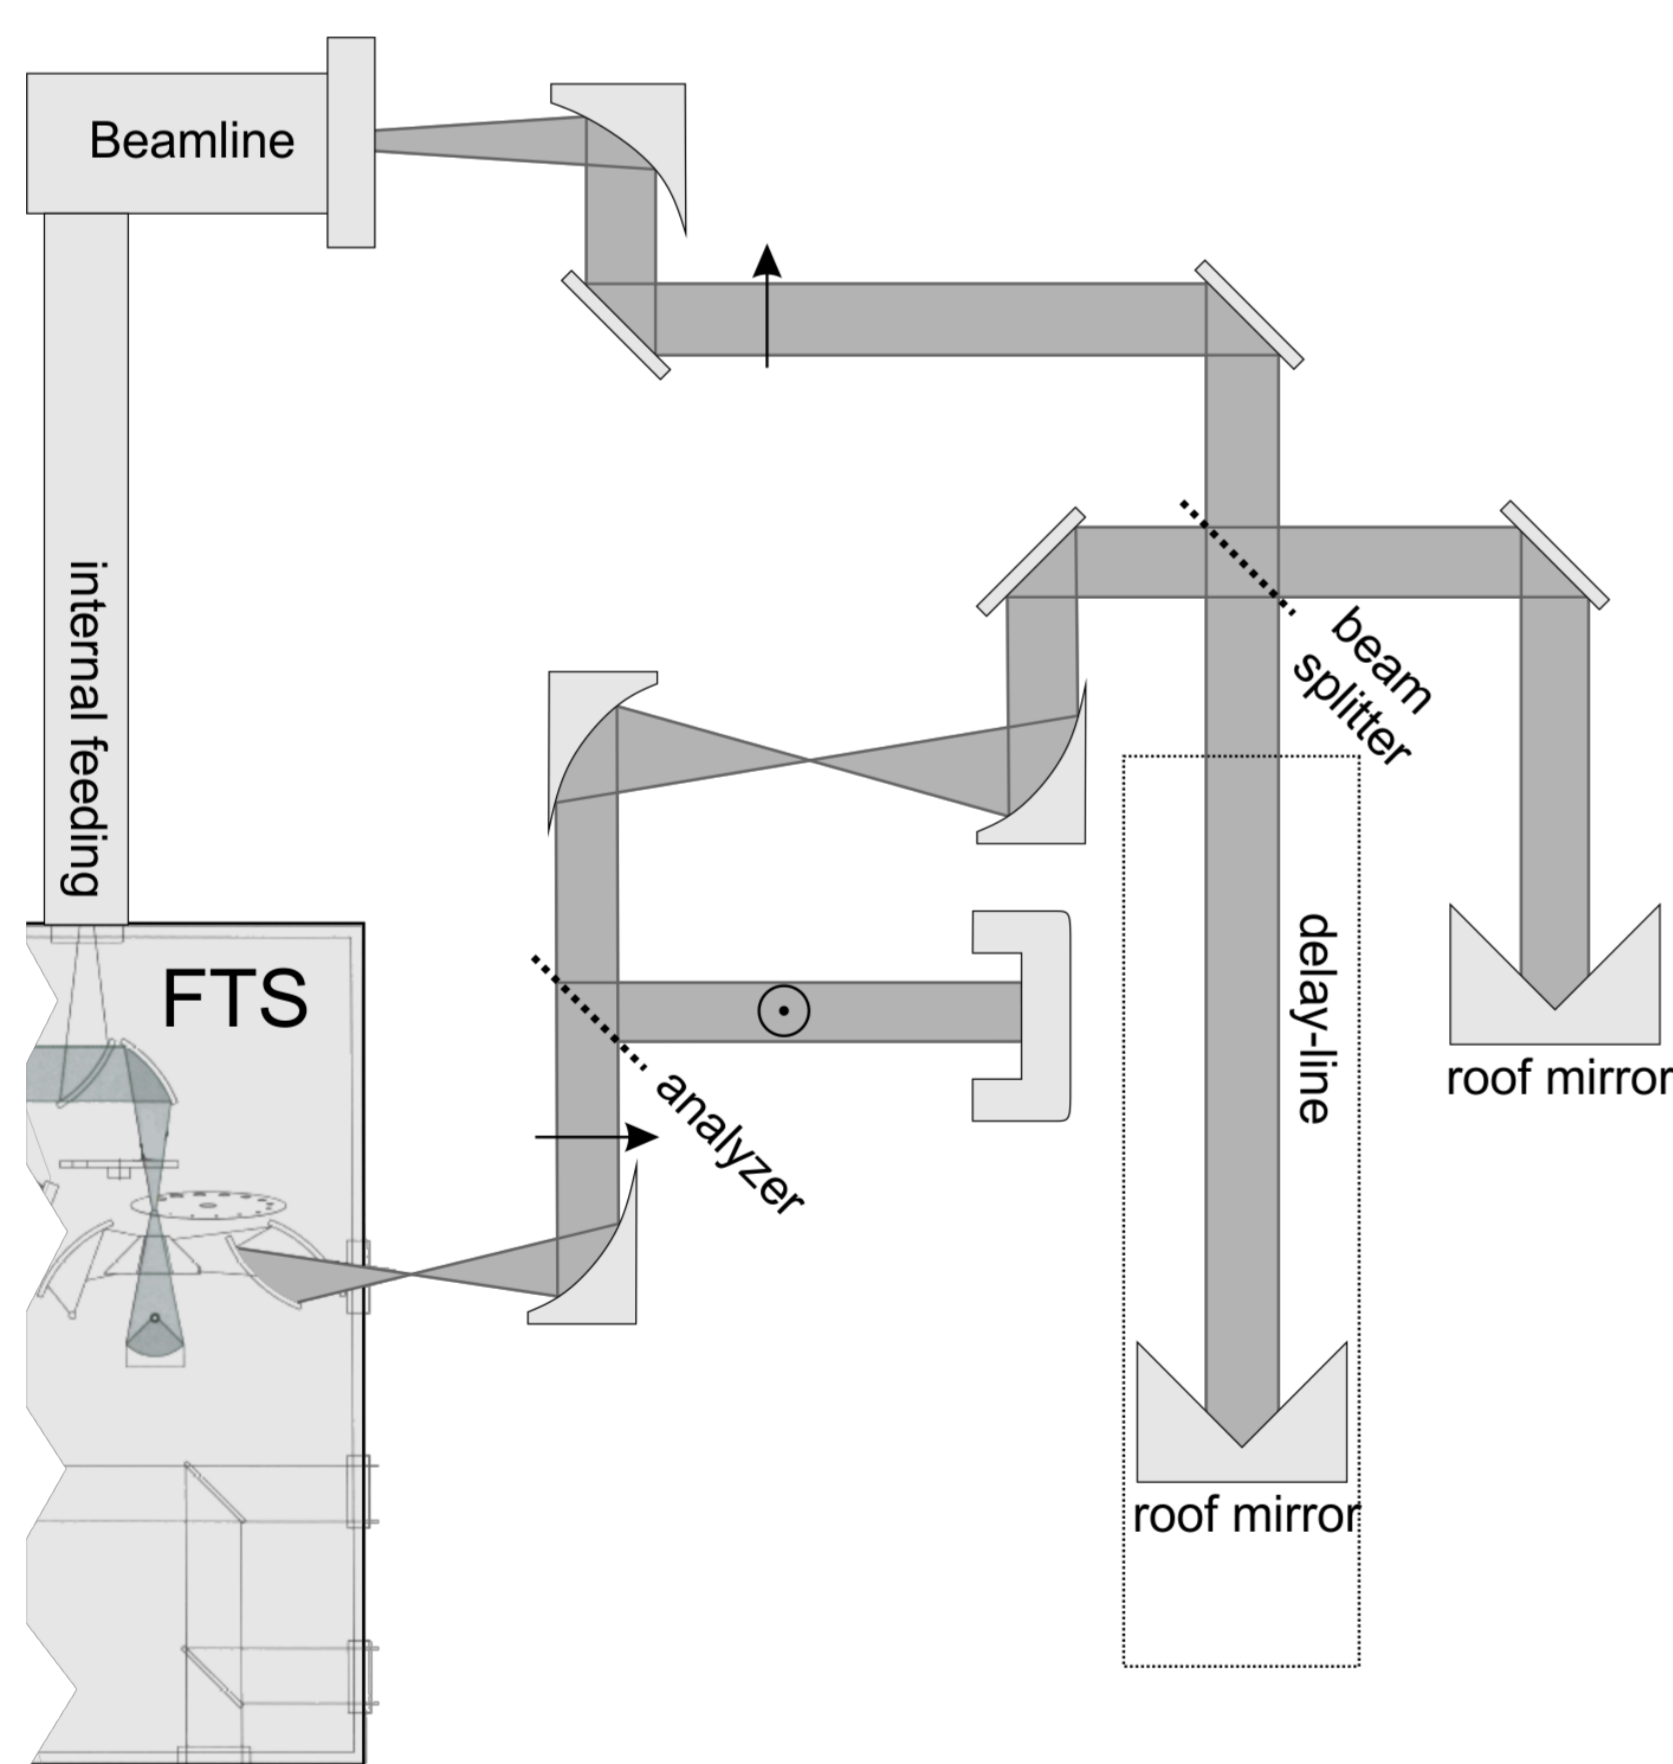 Beamline
internal feeding
beam
splitter
FTS
delay-line
analyzer
roof mirror
roof mirror